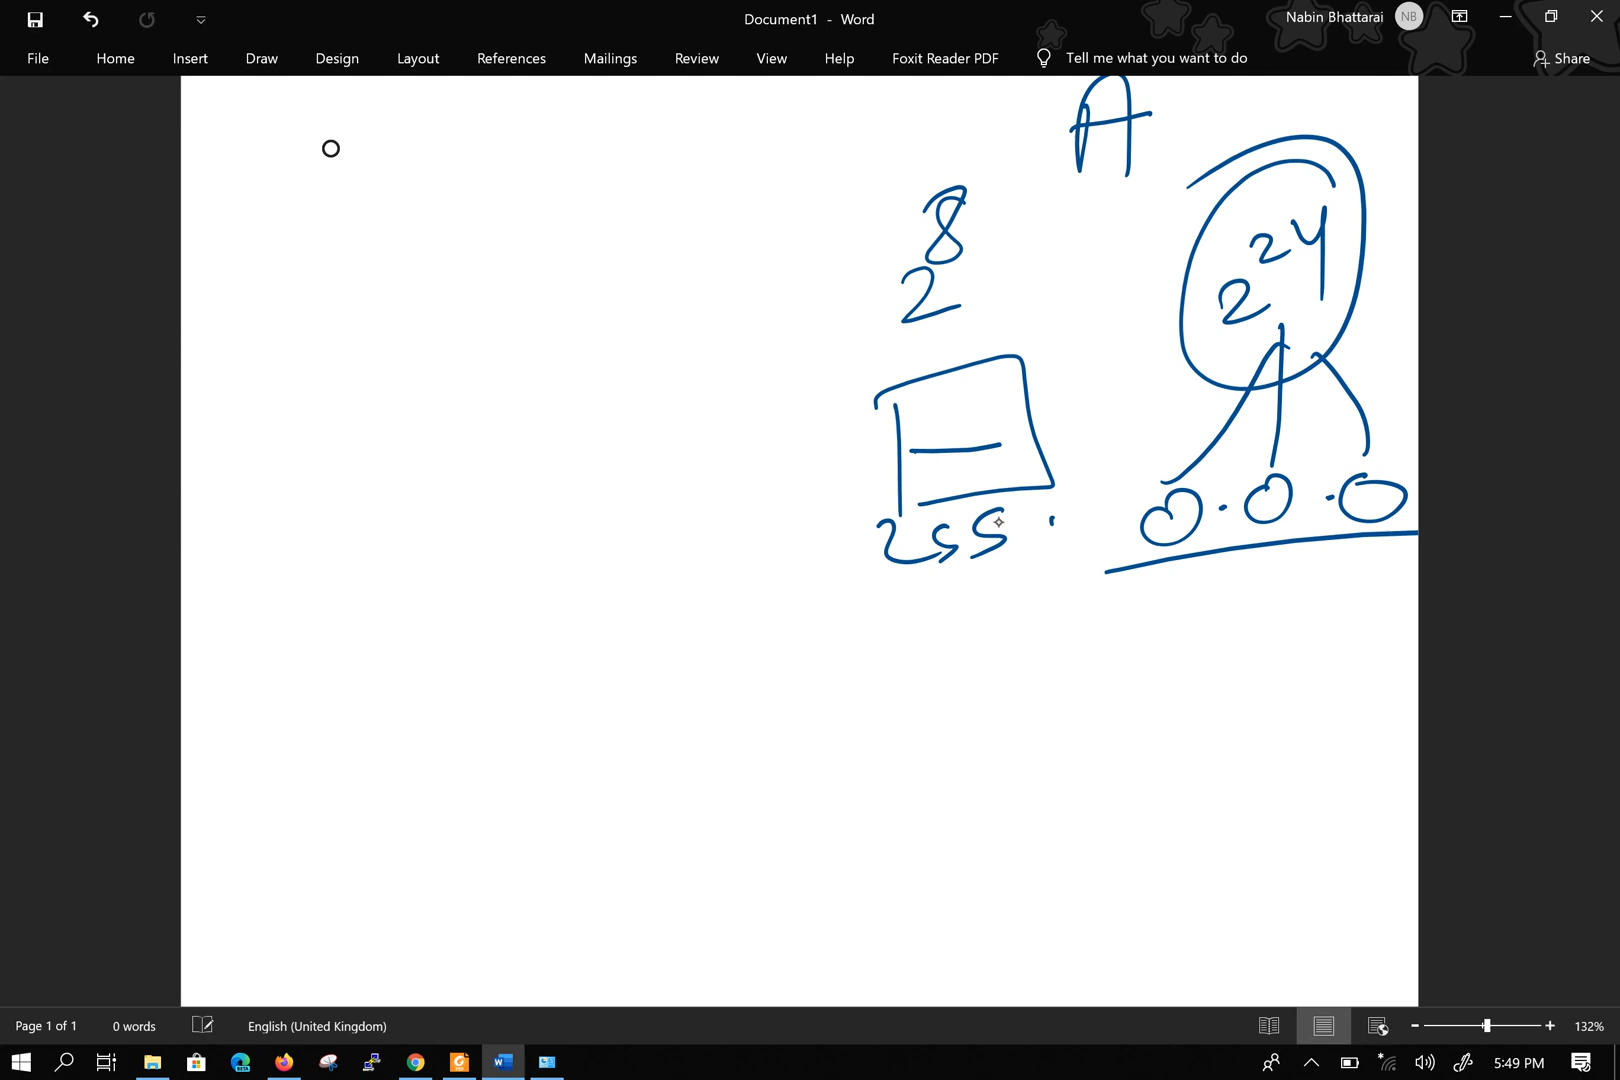 Document1 - Word
Nabin Bhattarai NB
File Home Insert Draw Design Layout References Mailings Review View Help Foxit Reader PDF Tell me what you want to do Share
A
8
2
24
2
255 . 0.0.0
Page 1 of 1 0 words English (United Kingdom) 132%
5:49 PM